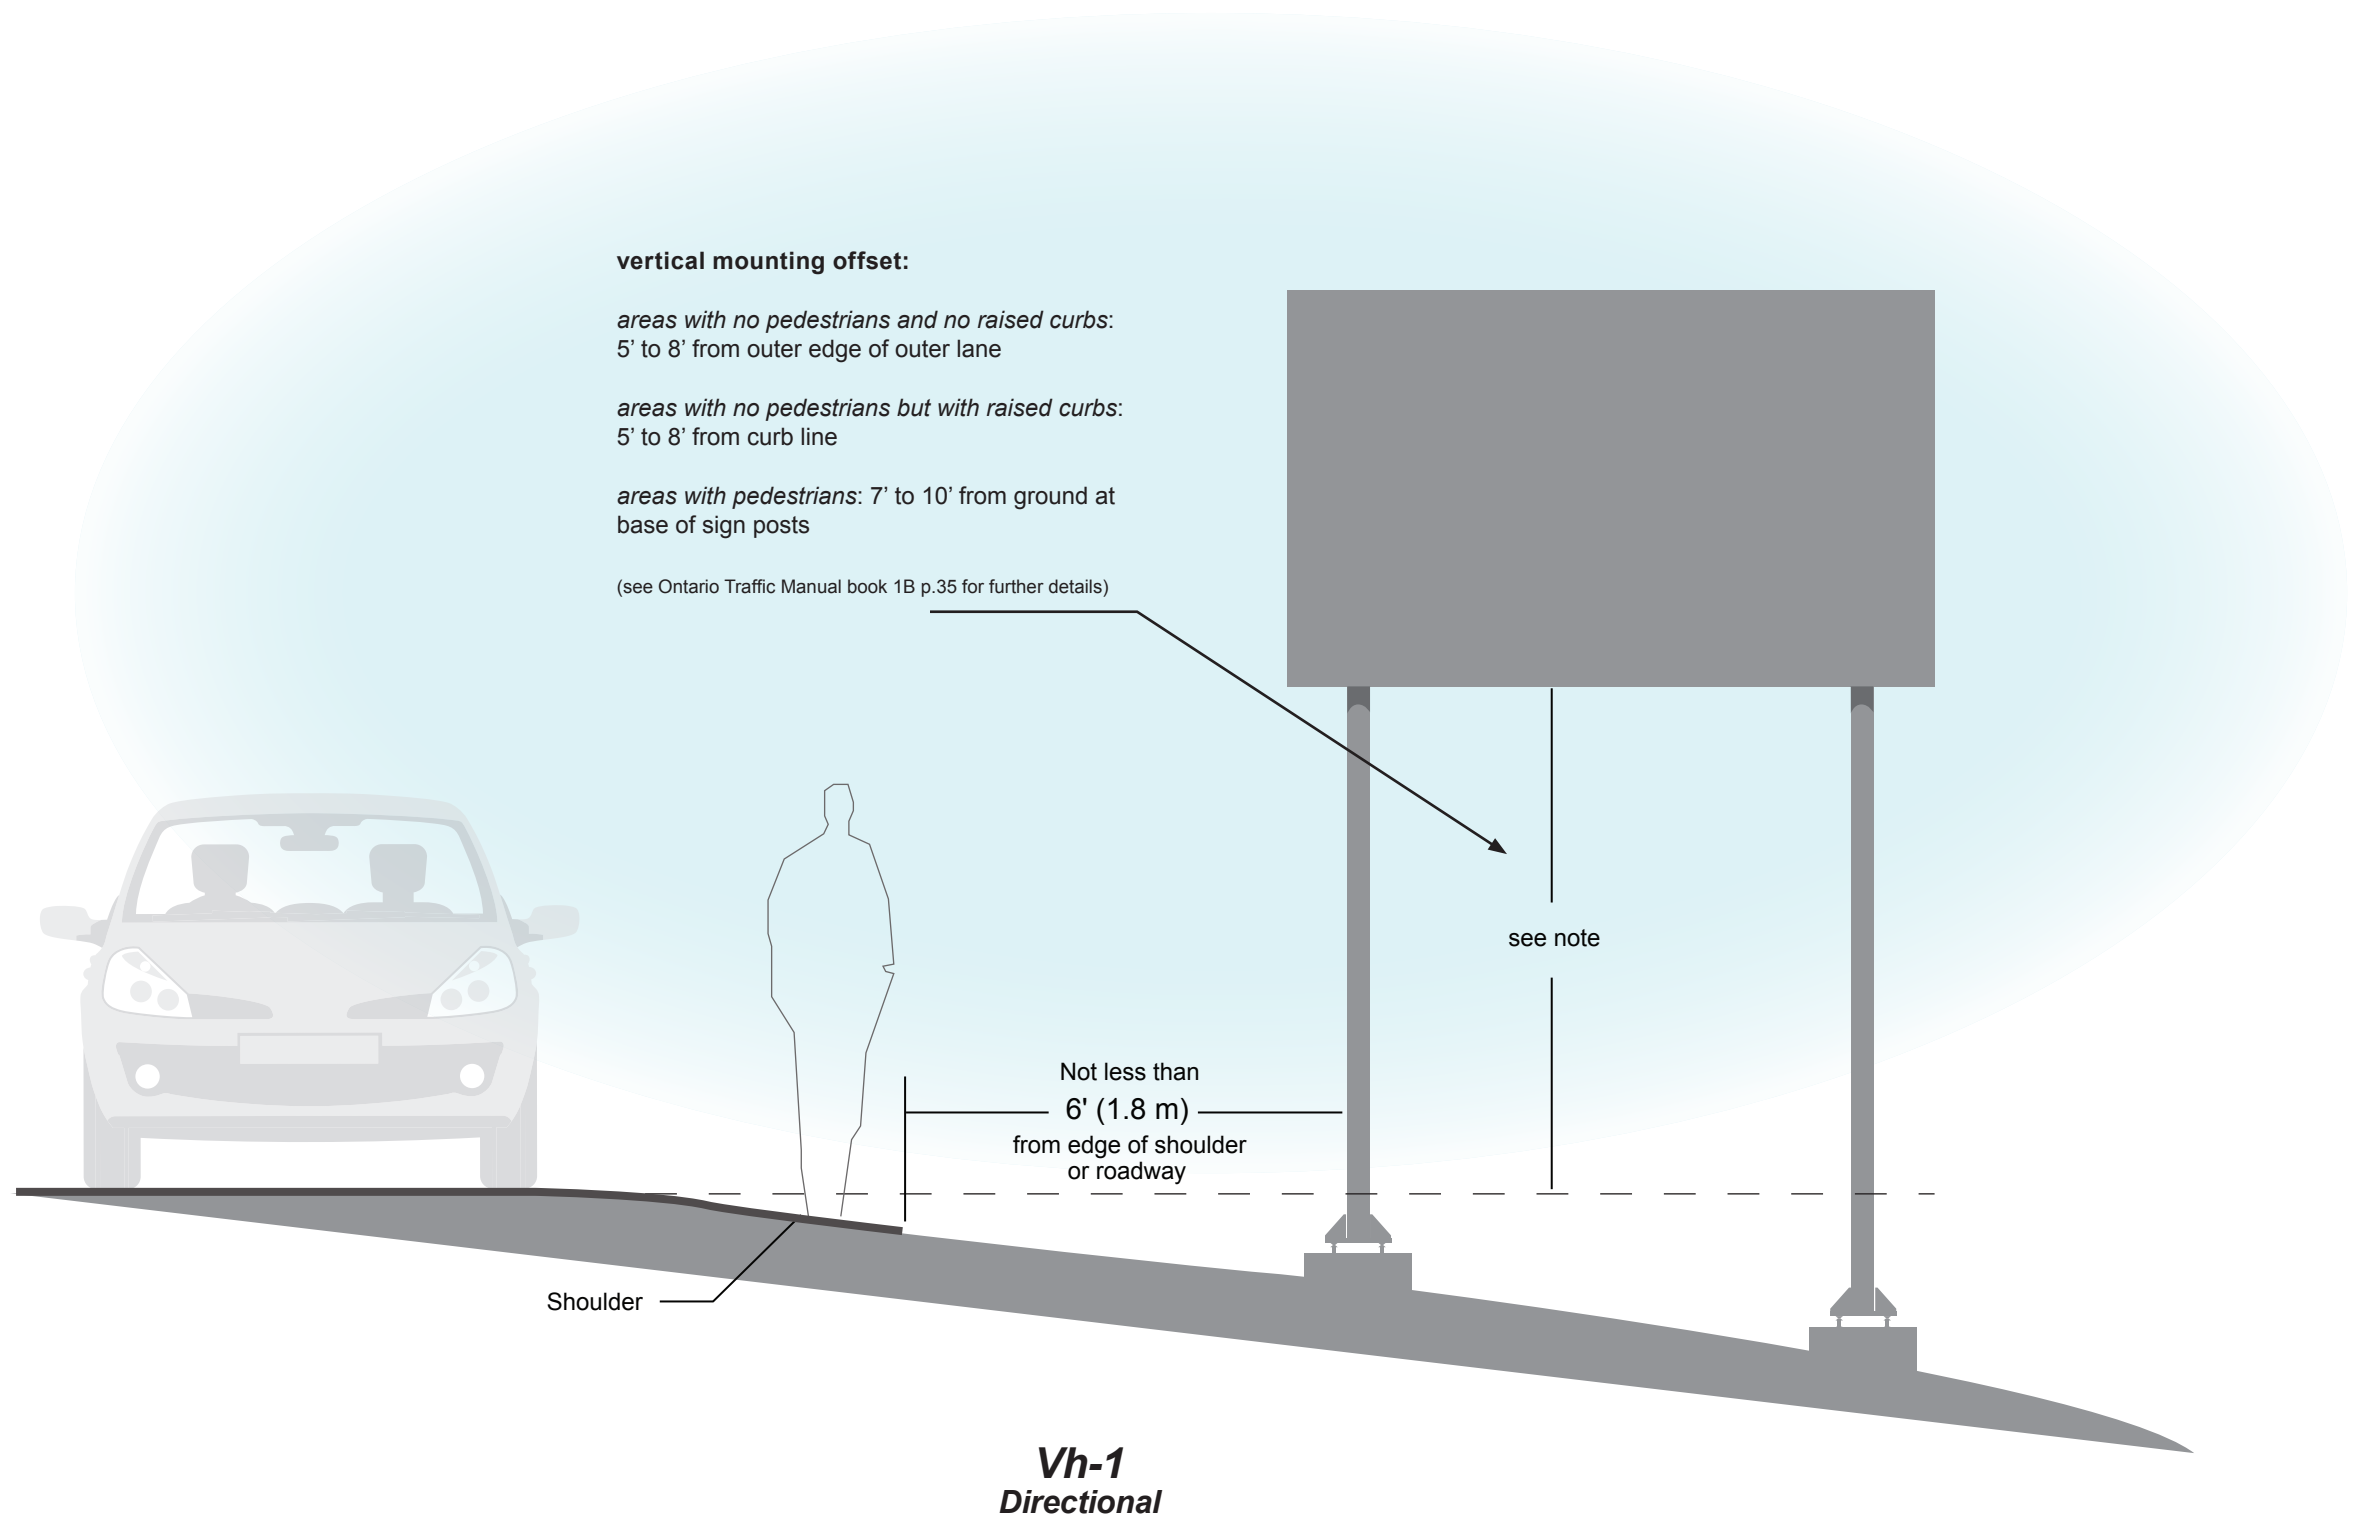 vertical mounting offset:
areas with no pedestrians and no raised curbs:
5’ to 8’ from outer edge of outer lane
areas with no pedestrians but with raised curbs:
5’ to 8’ from curb line
areas with pedestrians: 7’ to 10’ from ground at
base of sign posts
(see Ontario Traffic Manual book 1B p.35 for further details)
see note
Not less than
6' (1.8 m)
from edge of shoulder
or roadway
Shoulder
Vh-1
Directional